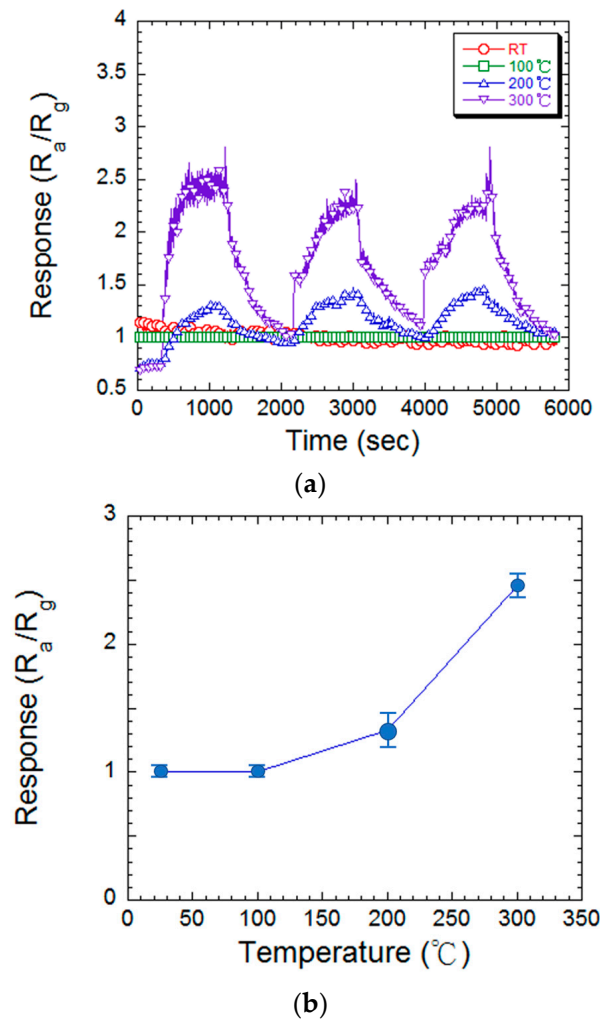 4
3.5
3
2.5
2
1.5
1
0.5
Response (Ra/Rg)
RT
100℃
200℃
300℃
0 1000 2000 3000 4000 5000 6000
Time (sec)
(a)
3
2
1
0
Response (Ra/Rg)
0 50 100 150 200 250 300 350
Temperature (℃)
(b)